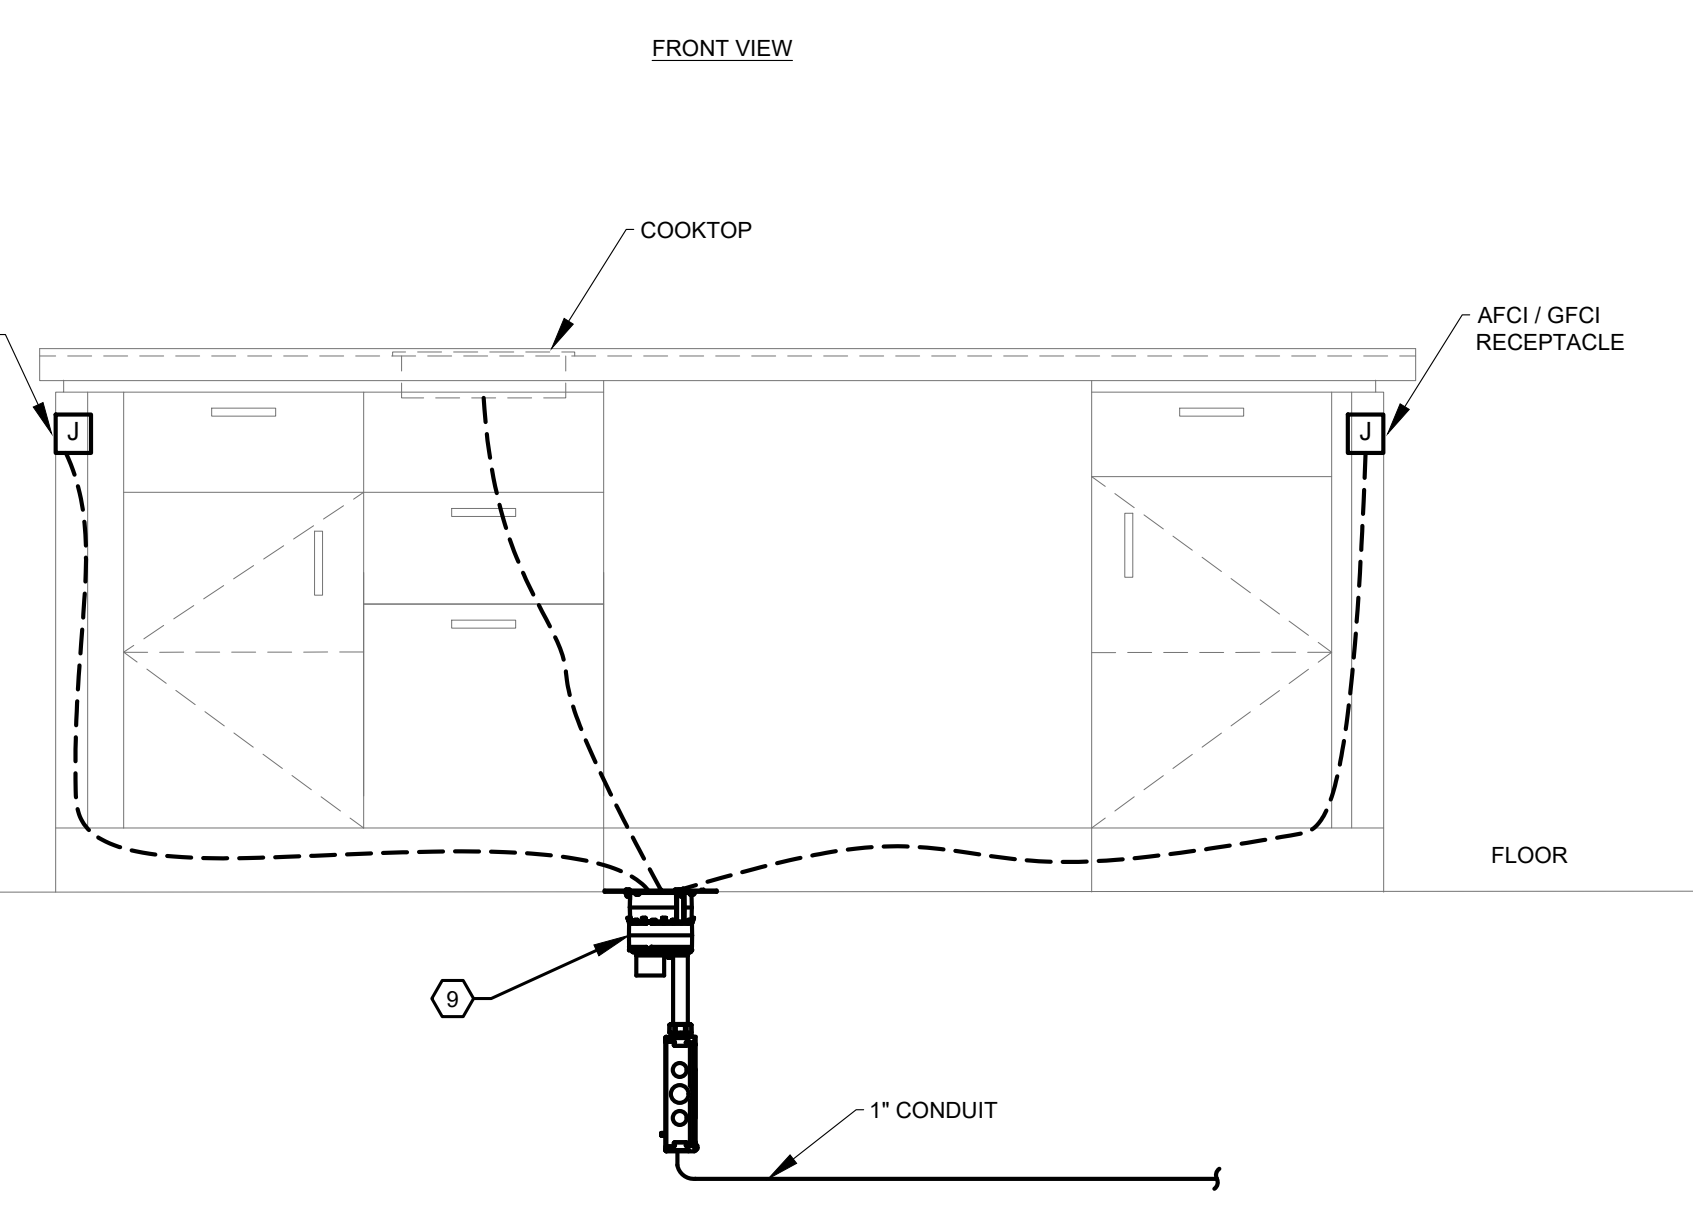 FRONT VIEW
COOKTOP
AFCI / GFCI
RECEPTACLE
J
J
FLOOR
9
1" CONDUIT